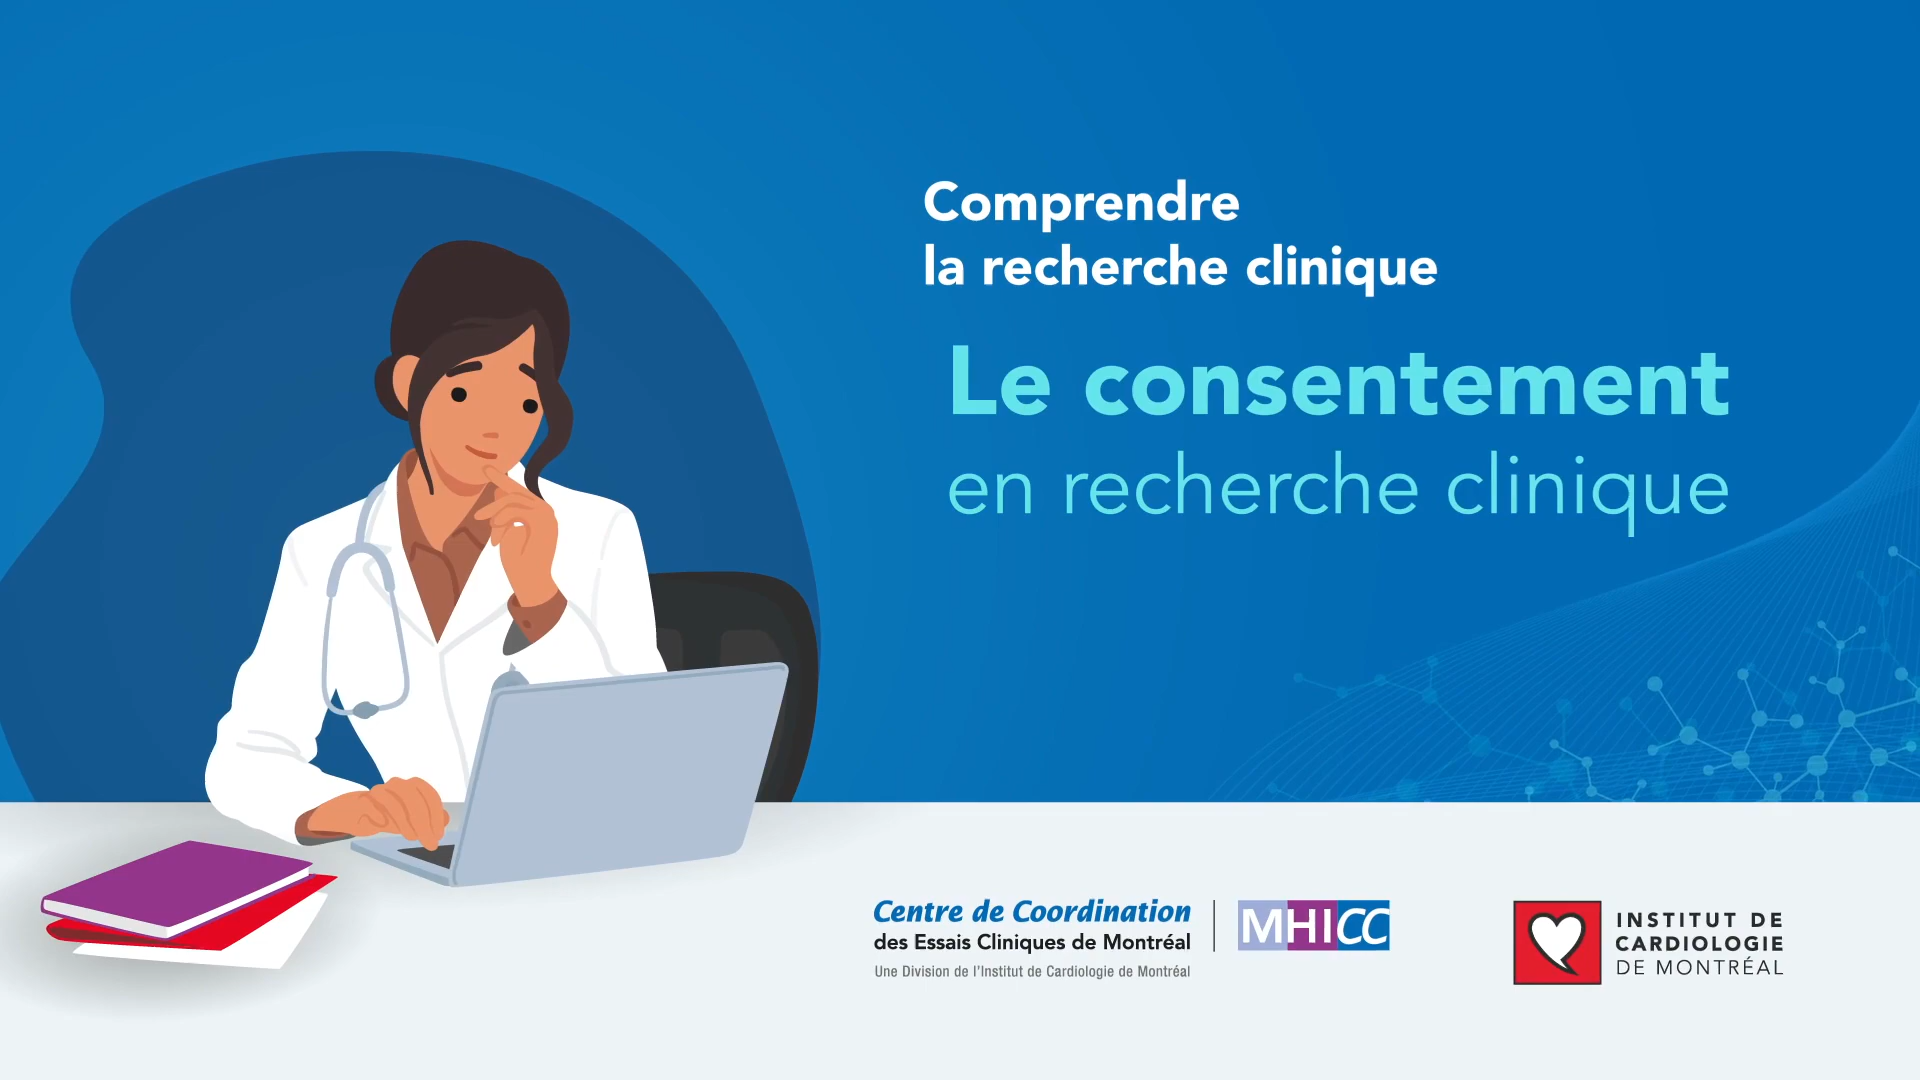 Comprendre
la recherche clinique
Le consentement
en recherche clinique
Centre de Coordination
des Essais Cliniques de Montréal
Une Division de l'Institut de Cardiologie de Montréal
MHICC
INSTITUT DE
CARDIOLOGIE
DE MONTRÉAL